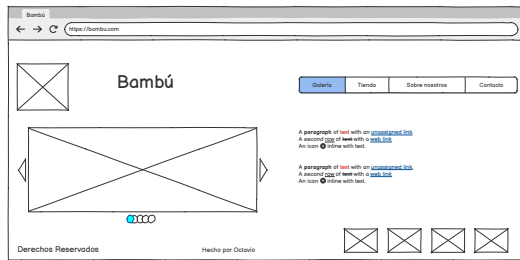 Bambú
https://bambu.com
Bambú
Galería Tienda Sobre nosotros Contacto
A paragraph of text with an unassigned link.
A second row of text with a web link
An icon inline with text.
A paragraph of text with an unassigned link.
A second row of text with a web link
An icon inline with text.
Derechos Reservados
Hecho por Octavio